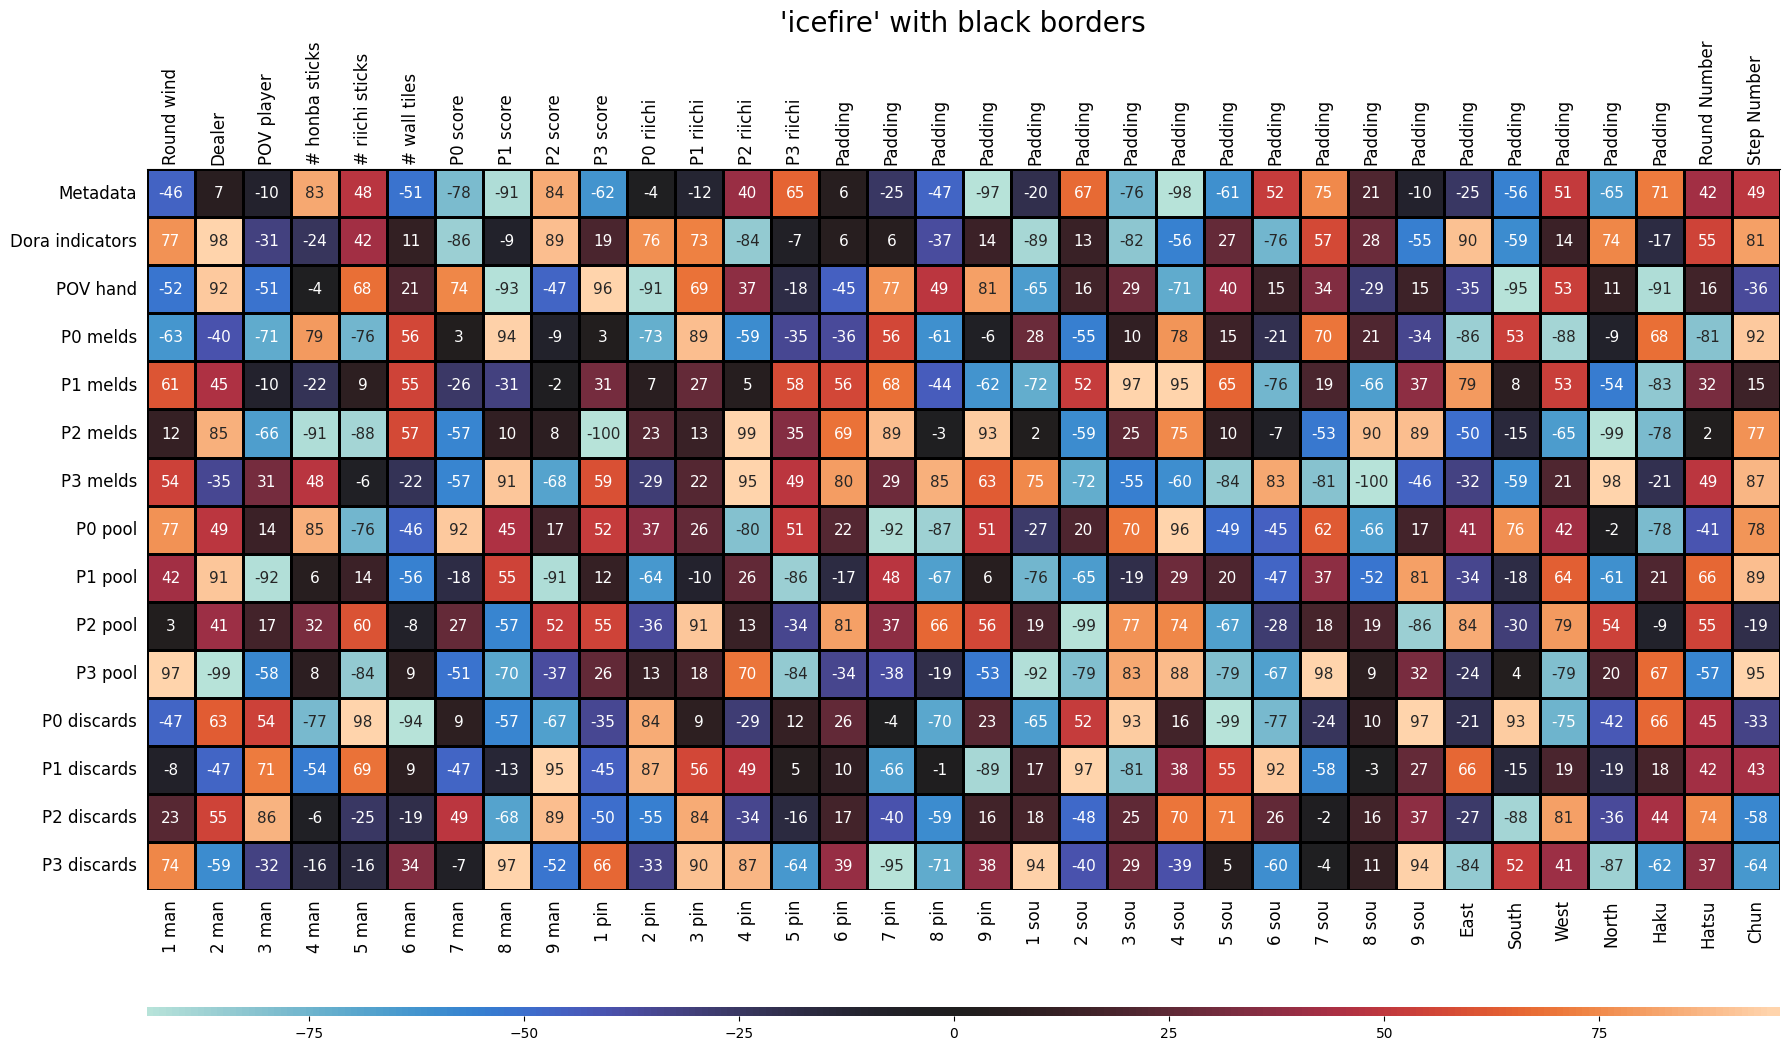 'icefire' with black borders
Round wind Dealer POV player # honba sticks # riichi sticks # wall tiles P0 score P1 score P2 score P3 score P0 riichi P1 riichi P2 riichi P3 riichi Padding Padding Padding Padding Padding Padding Padding Padding Padding Padding Padding Padding Padding Padding Padding Padding Padding Padding Round Number Step Number
Metadata -46 7 -10 83 48 -51 -78 -91 84 -62 -4 -12 40 65 6 -25 -47 -97 -20 67 -76 -98 -61 52 75 21 -10 -25 -56 51 -65 71 42 49
Dora indicators 77 98 -31 -24 42 11 -86 -9 89 19 76 73 -84 -7 6 6 -37 14 -89 13 -82 -56 27 -76 57 28 -55 90 -59 14 74 -17 55 81
POV hand -52 92 -51 -4 68 21 74 -93 -47 96 -91 69 37 -18 -45 77 49 81 -65 16 29 -71 40 15 34 -29 15 -35 -95 53 11 -91 16 -36
P0 melds -63 -40 -71 79 -76 56 3 94 -9 3 -73 89 -59 -35 -36 56 -61 -6 28 -55 10 78 15 -21 70 21 -34 -86 53 -88 -9 68 -81 92
P1 melds 61 45 -10 -22 9 55 -26 -31 -2 31 7 27 5 58 56 68 -44 -62 -72 52 97 95 65 -76 19 -66 37 79 8 53 -54 -83 32 15
P2 melds 12 85 -66 -91 -88 57 -57 10 8 -100 23 13 99 35 69 89 -3 93 2 -59 25 75 10 -7 -53 90 89 -50 -15 -65 -99 -78 2 77
P3 melds 54 -35 31 48 -6 -22 -57 91 -68 59 -29 22 95 49 80 29 85 63 75 -72 -55 -60 -84 83 -81 -100 -46 -32 -59 21 98 -21 49 87
P0 pool 77 49 14 85 -76 -46 92 45 17 52 37 26 -80 51 22 -92 -87 51 -27 20 70 96 -49 -45 62 -66 17 41 76 42 -2 -78 -41 78
P1 pool 42 91 -92 6 14 -56 -18 55 -91 12 -64 -10 26 -86 -17 48 -67 6 -76 -65 -19 29 20 -47 37 -52 81 -34 -18 64 -61 21 66 89
P2 pool 3 41 17 32 60 -8 27 -57 52 55 -36 91 13 -34 81 37 66 56 19 -99 77 74 -67 -28 18 19 -86 84 -30 79 54 -9 55 -19
P3 pool 97 -99 -58 8 -84 9 -51 -70 -37 26 13 18 70 -84 -34 -38 -19 -53 -92 -79 83 88 -79 -67 98 9 32 -24 4 -79 20 67 -57 95
P0 discards -47 63 54 -77 98 -94 9 -57 -67 -35 84 9 -29 12 26 -4 -70 23 -65 52 93 16 -99 -77 -24 10 97 -21 93 -75 -42 66 45 -33
P1 discards -8 -47 71 -54 69 9 -47 -13 95 -45 87 56 49 5 10 -66 -1 -89 17 97 -81 38 55 92 -58 -3 27 66 -15 19 -19 18 42 43
P2 discards 23 55 86 -6 -25 -19 49 -68 89 -50 -55 84 -34 -16 17 -40 -59 16 18 -48 25 70 71 26 -2 16 37 -27 -88 81 -36 44 74 -58
P3 discards 74 -59 -32 -16 -16 34 -7 97 -52 66 -33 90 87 -64 39 -95 -71 38 94 -40 29 -39 5 -60 -4 11 94 -84 52 41 -87 -62 37 -64
1 man 2 man 3 man 4 man 5 man 6 man 7 man 8 man 9 man 1 pin 2 pin 3 pin 4 pin 5 pin 6 pin 7 pin 8 pin 9 pin 1 sou 2 sou 3 sou 4 sou 5 sou 6 sou 7 sou 8 sou 9 sou East South West North Haku Hatsu Chun
−75 −50 −25 0 25 50 75